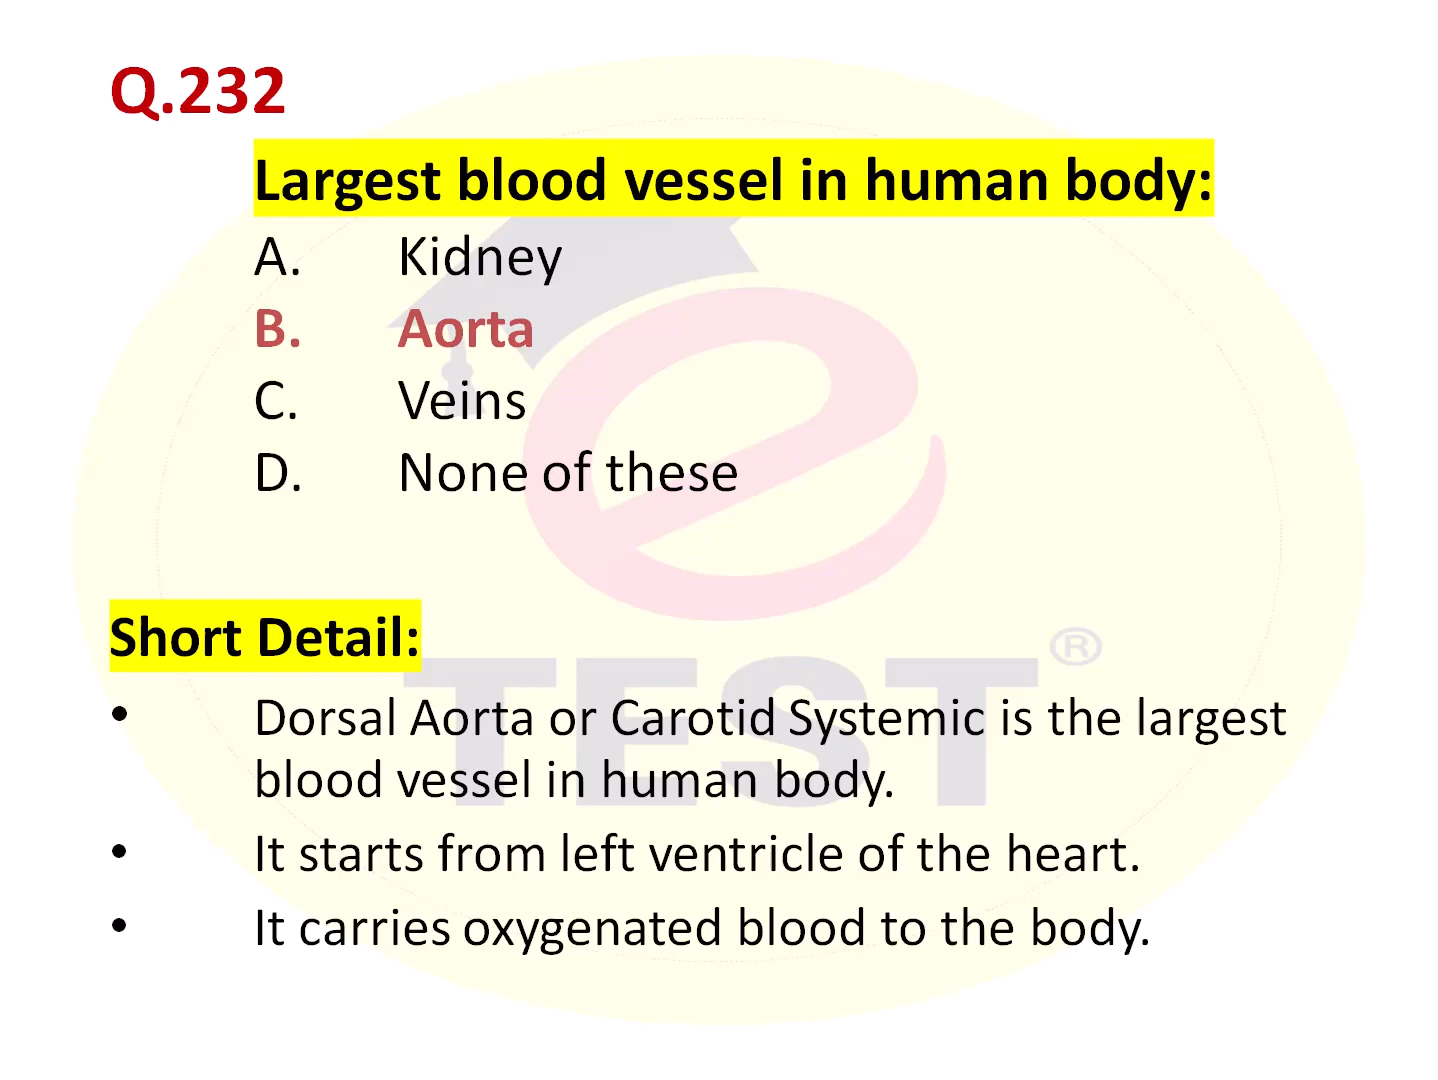 Q.232
Largest blood vessel in human body:
A. Kidney
B. Aorta
C. Veins
D. None of these
Short Detail:
e
TEST®
• Dorsal Aorta or Carotid Systemic is the largest
blood vessel in human body.
• It starts from left ventricle of the heart.
• It carries oxygenated blood to the body.